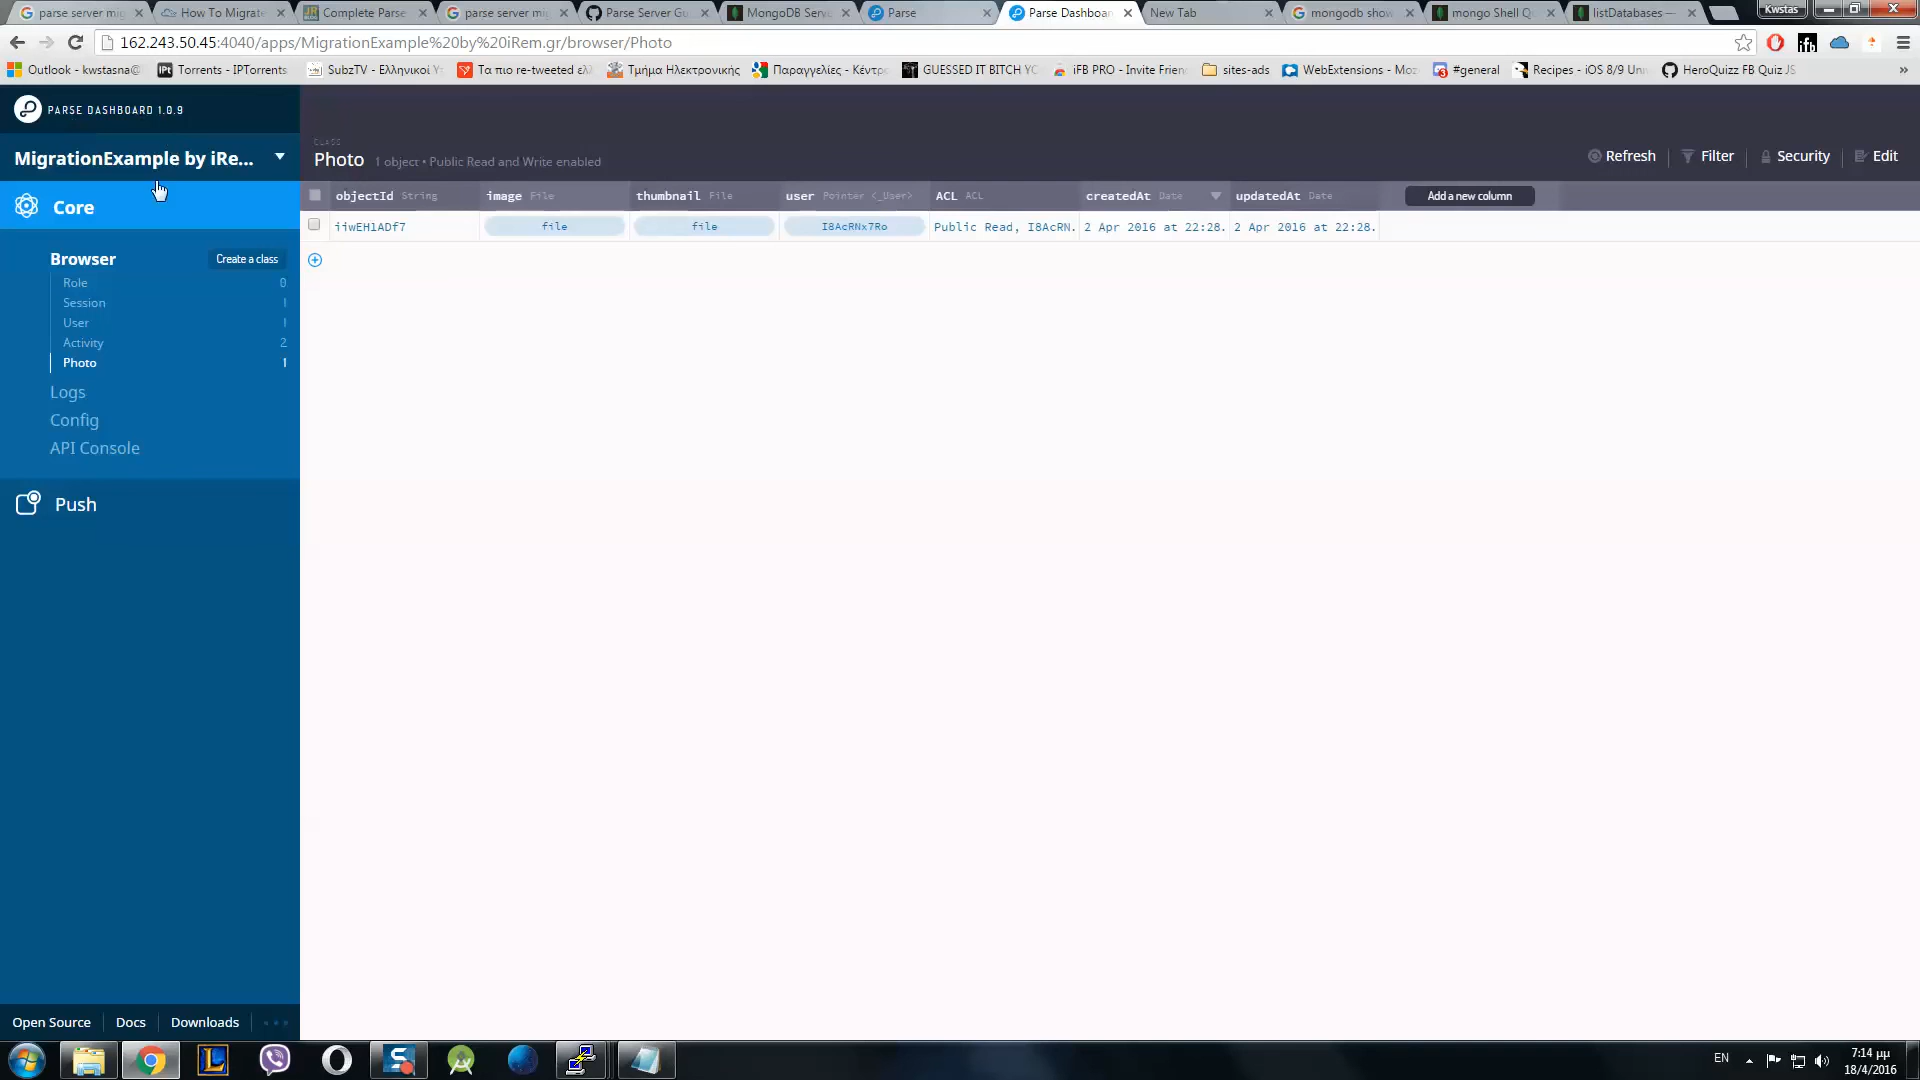 parse server mig
How To Migrate
Complete Parse
parse server mi
Parse Server Gu
MongoDB Serv
Parse
Parse Dashboar
New Tab
mongodb show
mongo Shell Q
listDatabases —
Kwstas
162.243.50.45:4040/apps/MigrationExample%20by%20iRem.gr/browser/Photo
Outlook - kwstasna@
Torrents - IPTorrents
SubzTV - Ελληνικοί Υ
Τα πιο re-tweeted ελλ
Τμήμα Ηλεκτρονικής
Παραγγελίες - Κέντρ
GUESSED IT BITCH YO
iFB PRO - Invite Frien
sites-ads
WebExtensions - Moz
#general
Recipes - iOS 8/9 Un
HeroQuizz FB Quiz JS
»
PARSE DASHBOARD 1.0.9
MigrationExample by iRe...
Core
Browser
Create a class
Role 0
Session 1
User 1
Activity 2
Photo 1
Logs
Config
API Console
Push
CLASS
Photo 1 object • Public Read and Write enabled
Refresh
Filter
Security
Edit
objectId String
image File
thumbnail File
user Pointer <_User>
ACL ACL
createdAt Date
updatedAt Date
Add a new column
iiwEHlADf7
file
file
I8AcRNx7Ro
Public Read, I8AcRN.
2 Apr 2016 at 22:28.
2 Apr 2016 at 22:28.
Open Source
Docs
Downloads
EN
7:14 μμ
18/4/2016